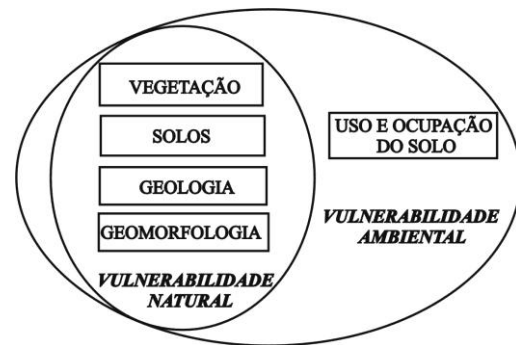 VEGETAÇÃO
SOLOS
GEOLOGIA
GEOMORFOLOGIA
VULNERABILIDADE
NATURAL
USO E OCUPAÇÃO
DO SOLO
VULNERABILIDADE
AMBIENTAL